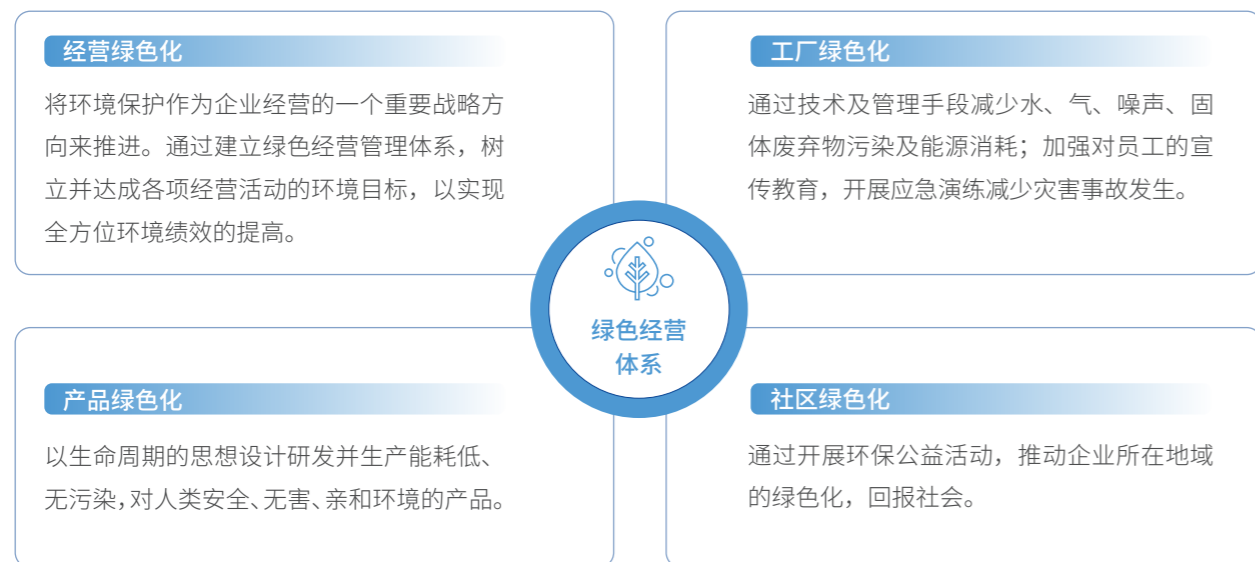 经营绿色化
将环境保护作为企业经营的一个重要战略方
向来推进。通过建立绿色经营管理体系，树
立并达成各项经营活动的环境目标，以实现
全方位环境绩效的提高。
工厂绿色化
通过技术及管理手段减少水、气、噪声、固
体废弃物污染及能源消耗；加强对员工的宣
传教育，开展应急演练减少灾害事故发生。
绿色经营
体系
产品绿色化
以生命周期的思想设计研发并生产能耗低、
无污染，对人类安全、无害、亲和环境的产品。
社区绿色化
通过开展环保公益活动，推动企业所在地域
的绿色化，回报社会。